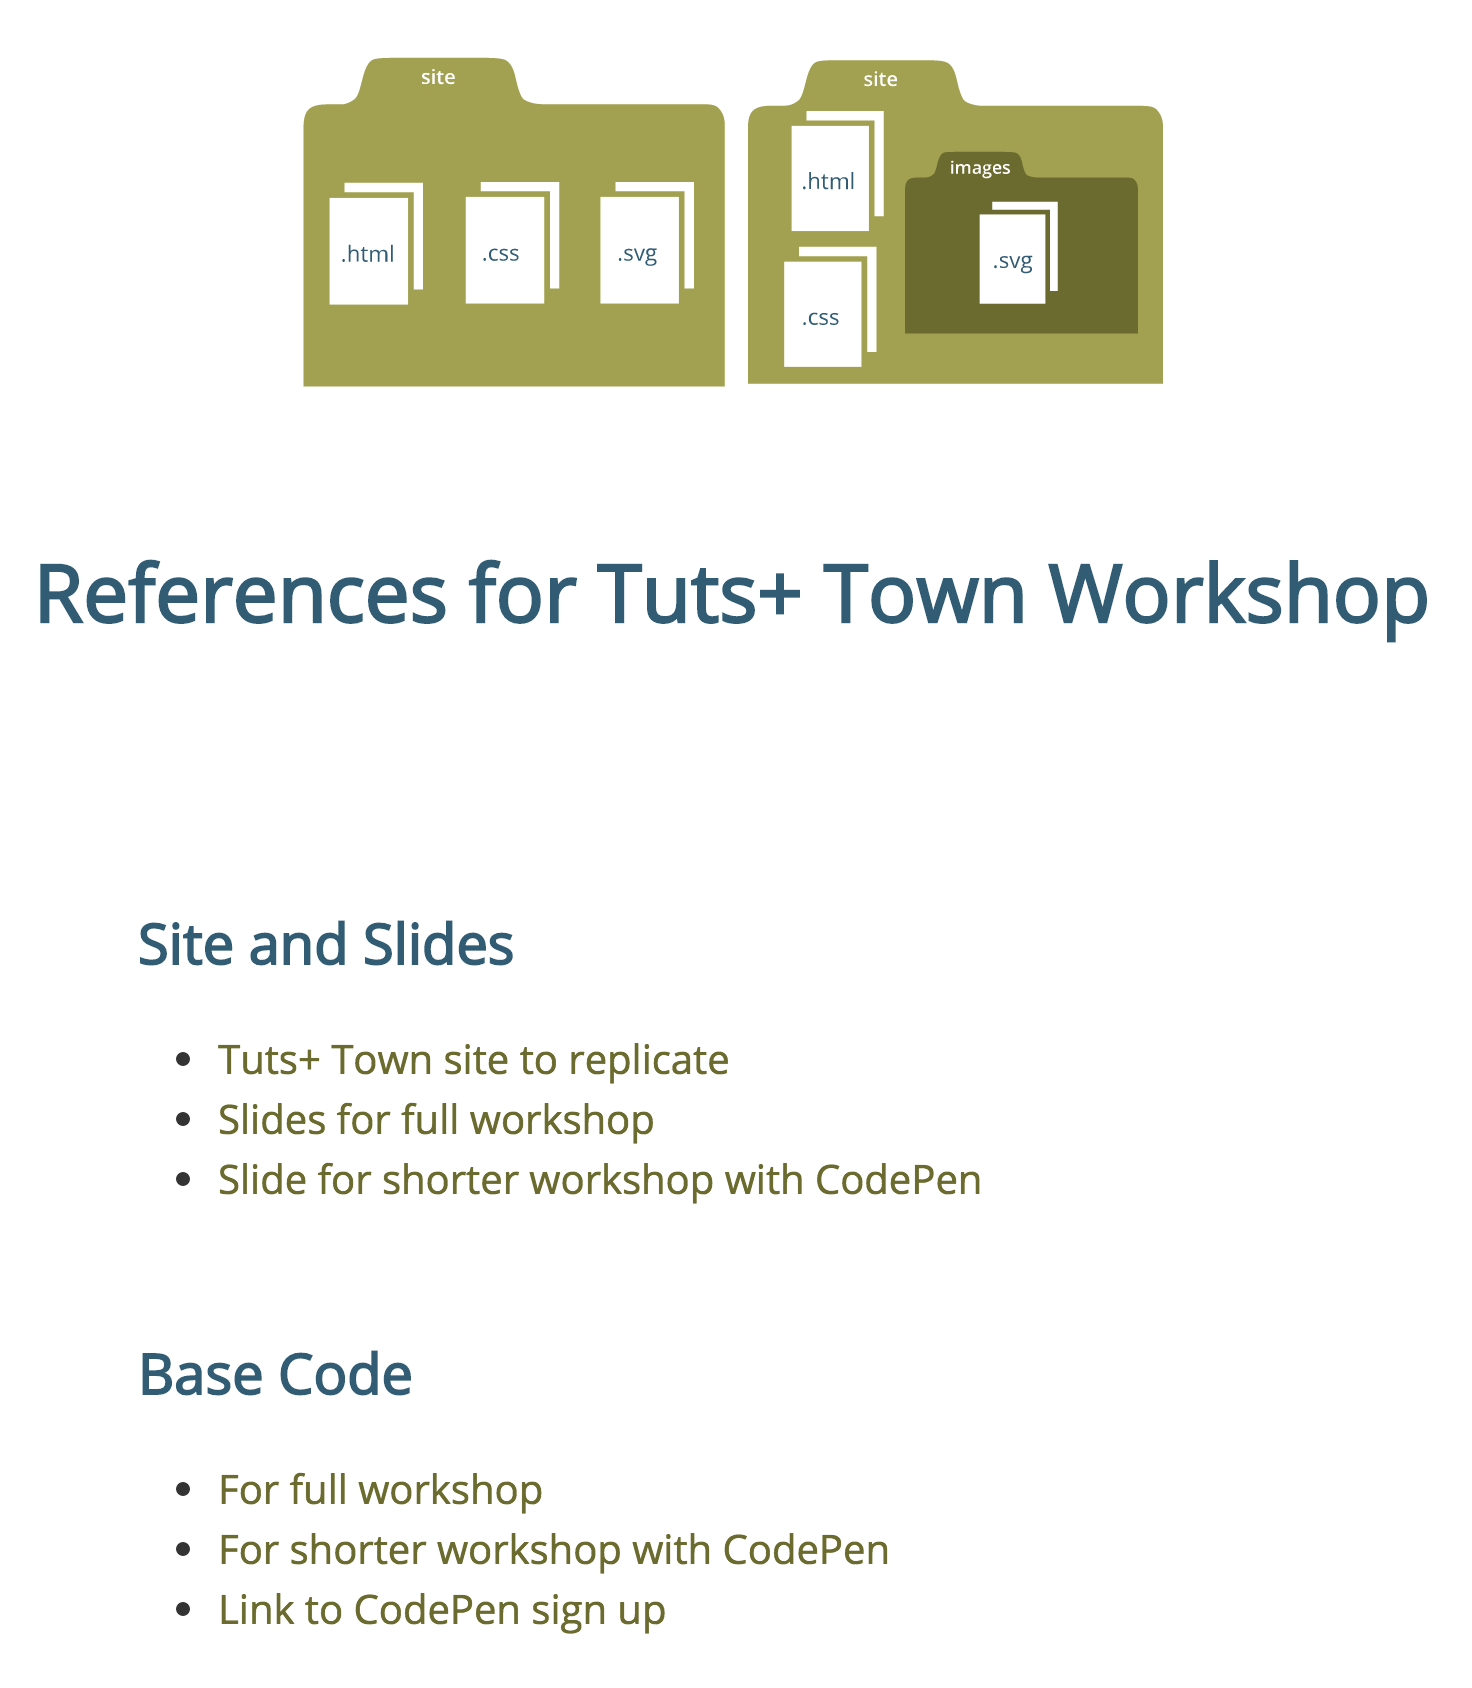 site
.html
.css
.svg
site
.html
images
.svg
.css
References for Tuts+ Town Workshop
Site and Slides
Tuts+ Town site to replicate
Slides for full workshop
Slide for shorter workshop with CodePen
Base Code
For full workshop
For shorter workshop with CodePen
Link to CodePen sign up